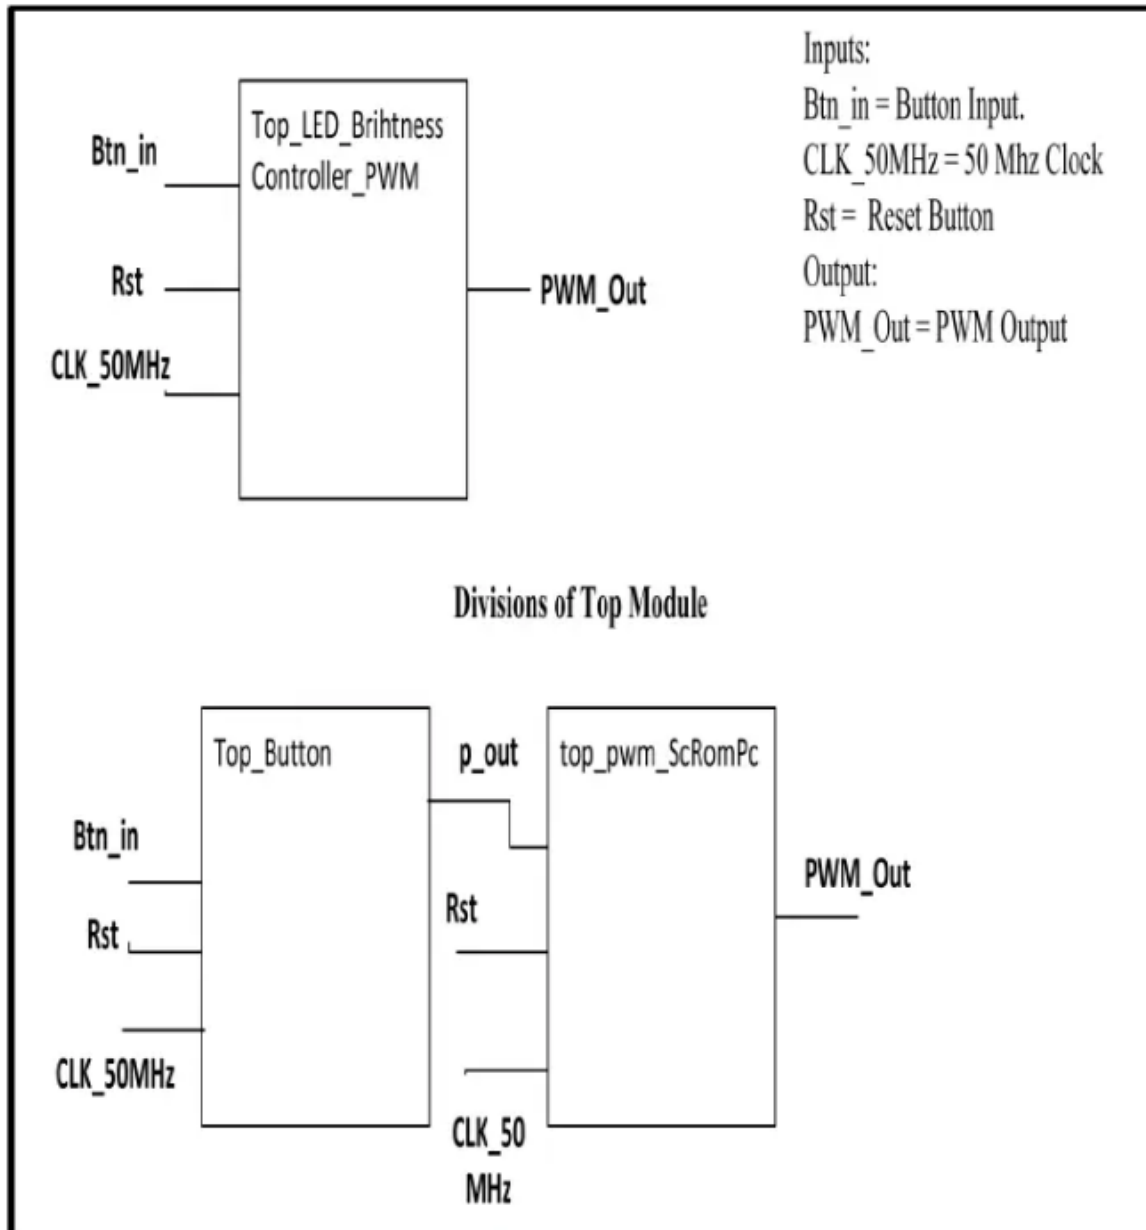 Inputs:
Btn_in = Button Input.
CLK_50MHz = 50 Mhz Clock
Rst = Reset Button
Output:
PWM_Out = PWM Output
Top_LED_Brihtness
Controller_PWM
Btn_in
Rst
CLK_50MHz
PWM_Out
Divisions of Top Module
Top_Button
Btn_in
Rst
CLK_50MHz
p_out
top_pwm_ScRomPc
Rst
CLK_50
MHz
PWM_Out